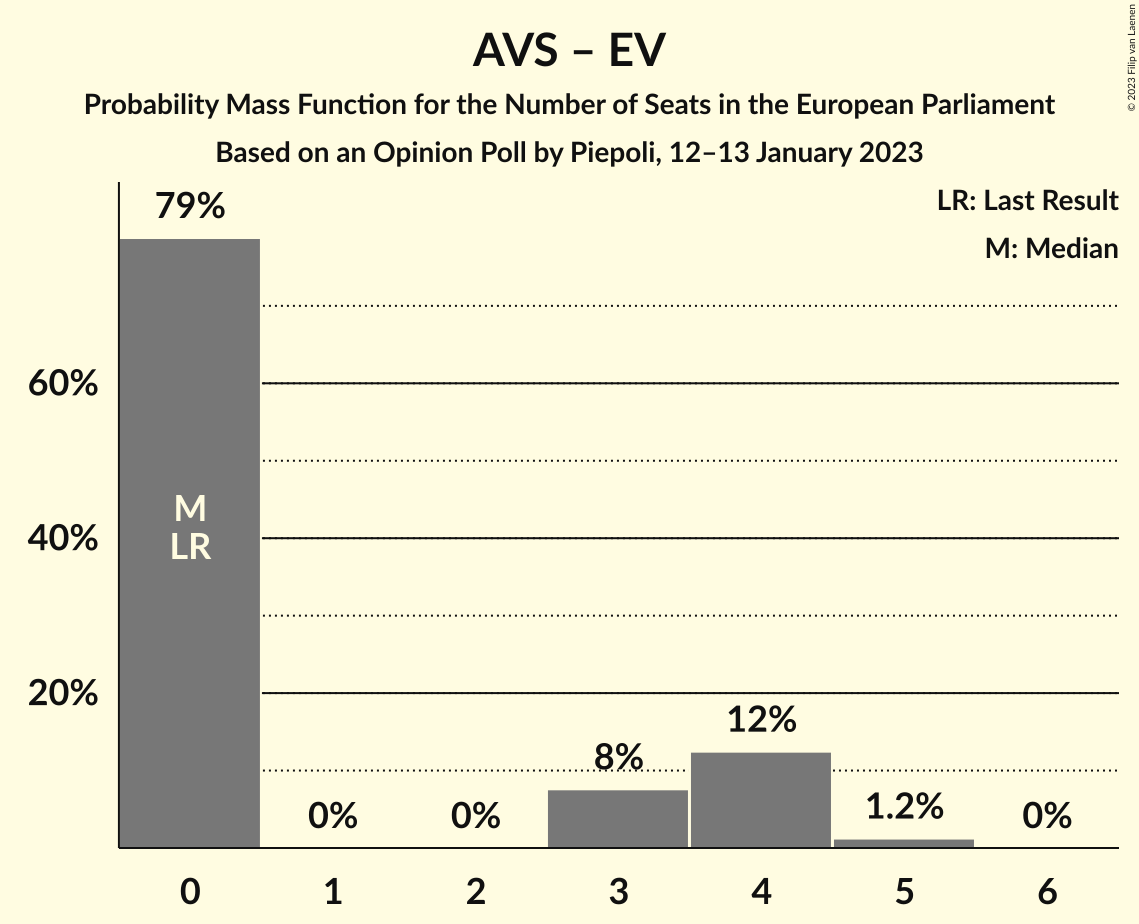 AVS – EV
Probability Mass Function for the Number of Seats in the European Parliament
Based on an Opinion Poll by Piepoli, 12–13 January 2023
© 2023 Filip van Laenen
LR: Last Result
M: Median
79%
60%
40%
20%
M
LR
0%
0%
8%
12%
1.2%
0%
0
1
2
3
4
5
6